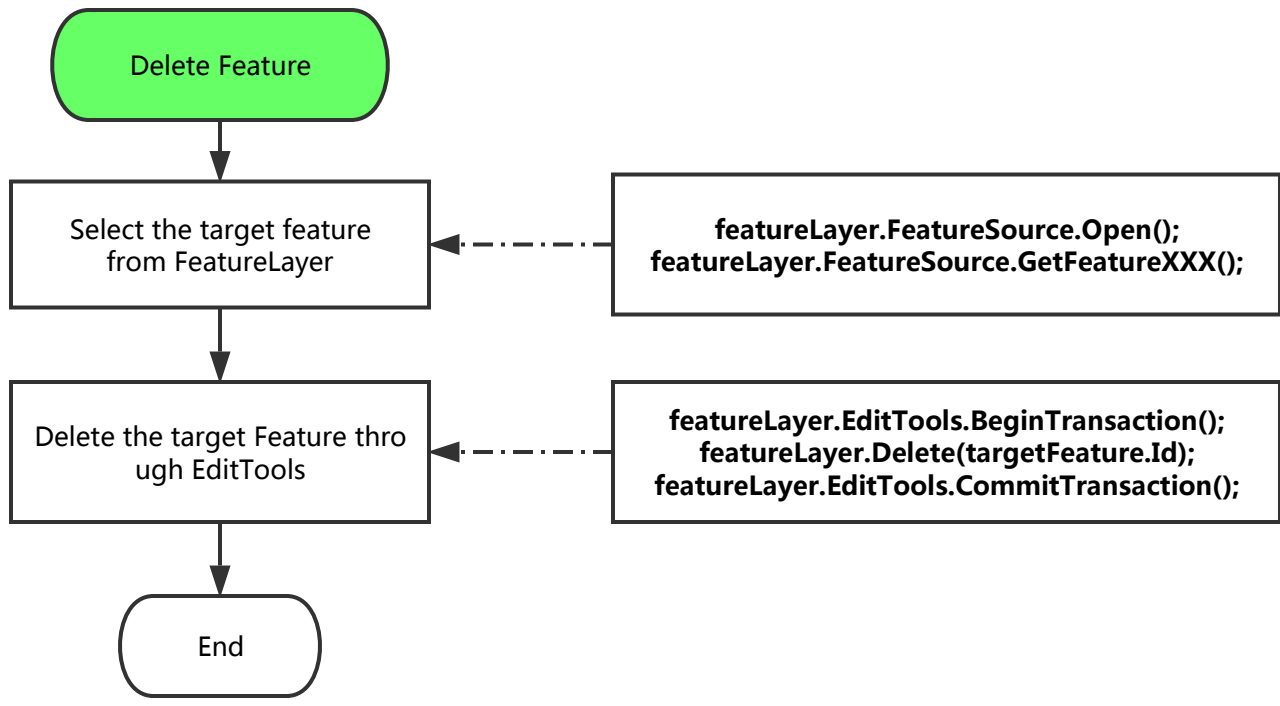 Delete Feature
Select the target feature
from FeatureLayer
featureLayer.FeatureSource.Open();
featureLayer.FeatureSource.GetFeatureXXX();
Delete the target Feature thro
ugh EditTools
featureLayer.EditTools.BeginTransaction();
featureLayer.Delete(targetFeature.Id);
featureLayer.EditTools.CommitTransaction();
End